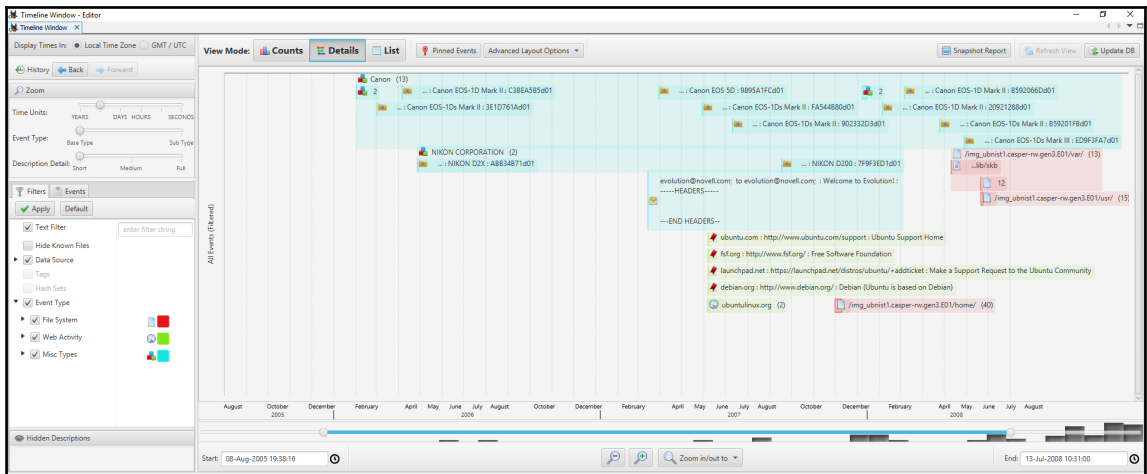 Timeline Window - Editor
Timeline Window
Display Times In: Local Time Zone GMT / UTC
History Back Forward
Zoom
Time Units:
YEARS DAYS HOURS SECONDS
Event Type:
Base Type Sub Type
Description Detail:
Short Medium Full
Filters Events
Apply Default
Text Filter enter filter string
Hide Known Files
Data Source
Tags
Hash Sets
Event Type
File System
Web Activity
Misc Types
Hidden Descriptions
View Mode: Counts Details List Pinned Events Advanced Layout Options Snapshot Report Refresh View Update DB
All Events (Filtered)
Canon (13)
2 ... : Canon EOS-1D Mark II : C3BEA5B5d01 ... : Canon EOS 5D : 9895A1FCd01 2 ... : Canon EOS-1D Mark II : B592066Dd01
... : Canon EOS-1Ds Mark II : 3E1D761Ad01 ... : Canon EOS-1Ds Mark II : FA544B80d01 ... : Canon EOS-1D Mark II : 20921288d01
... : Canon EOS-1Ds Mark II : 902332D3d01 ... : Canon EOS-1Ds Mark II : 859201FBd01
... : Canon EOS-1Ds Mark III : ED9F3FA7d01
NIKON CORPORATION (2) /img_ubnist1.casper-rw.gen3.E01/var/ (13)
... : NIKON D2X : ABB34B71d01 ... : NIKON D200 : 7F9F3ED1d01 ...lib/xkb
evolution@novell.com; to evolution@novell.com; : Welcome to Evolution! : 12
-----HEADERS-----
/img_ubnist1.casper-rw.gen3.E01/usr/ (15)
---END HEADERS--
ubuntu.com : http://www.ubuntu.com/support : Ubuntu Support Home
fsf.org : http://www.fsf.org/ : Free Software Foundation
launchpad.net : https://launchpad.net/distros/ubuntu/+addticket : Make a Support Request to the Ubuntu Community
debian.org : http://www.debian.org/ : Debian (Ubuntu is based on Debian)
ubuntulinux.org (2) /img_ubnist1.casper-rw.gen3.E01/home/ (40)
August October December February April May June July August October December February April May June July August October December February April May June July August
2005 2006 2007 2008
Start: 08-Aug-2005 19:38:16 Zoom in/out to End: 13-Jul-2008 10:31:00